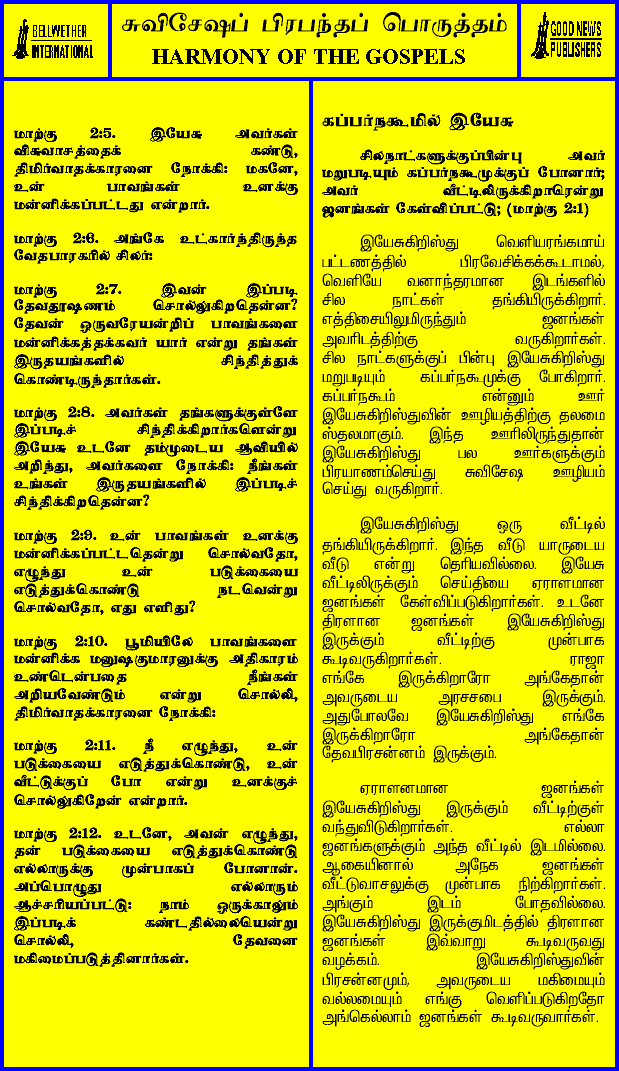 BELLWETHER
INTERNATIONAL
சுவிசேஷப் பிரபந்தப் பொருத்தம்
HARMONY OF THE GOSPELS
GOOD NEWS
PUBLISHERS
மாற்கு 2:5. இயேசு அவர்கள்
விசுவாசத்தைக் கண்டு,
திமிர்வாதக்காரனை நோக்கி: மகனே,
உன் பாவங்கள் உனக்கு
மன்னிக்கப்பட்டது என்றார்.
மாற்கு 2:6. அங்கே உட்கார்ந்திருந்த
வேதபாரகரில் சிலர்:
மாற்கு 2:7. இவன் இப்படி
தேவதூஷணம் சொல்லுகிறதென்ன?
தேவன் ஒருவரேயன்றிப் பாவங்களை
மன்னிக்கத்தக்கவர் யார் என்று தங்கள்
இருதயங்களில் சிந்தித்துக்
கொண்டிருந்தார்கள்.
மாற்கு 2:8. அவர்கள் தங்களுக்குள்ளே
இப்படிச் சிந்திக்கிறார்களென்று
இயேசு உடனே தம்முடைய ஆவியில்
அறிந்து, அவர்களை நோக்கி: நீங்கள்
உங்கள் இருதயங்களில் இப்படிச்
சிந்திக்கிறதென்ன?
மாற்கு 2:9. உன் பாவங்கள் உனக்கு
மன்னிக்கப்பட்டதென்று சொல்வதோ,
எழுந்து உன் படுக்கையை
எடுத்துக்கொண்டு நடவென்று
சொல்வதோ, எது எளிது?
மாற்கு 2:10. பூமியிலே பாவங்களை
மன்னிக்க மனுஷகுமாரனுக்கு அதிகாரம்
உண்டென்பதை நீங்கள்
அறியவேண்டும் என்று சொல்லி,
திமிர்வாதக்காரனை நோக்கி:
மாற்கு 2:11. நீ எழுந்து, உன்
படுக்கையை எடுத்துக்கொண்டு, உன்
வீட்டுக்குப் போ என்று உனக்குச்
சொல்லுகிறேன் என்றார்.
மாற்கு 2:12. உடனே, அவன் எழுந்து,
தன் படுக்கையை எடுத்துக்கொண்டு
எல்லாருக்கு முன்பாகப் போனான்.
அப்பொழுது எல்லாரும்
ஆச்சரியப்பட்டு: நாம் ஒருக்காலும்
இப்படிக் கண்டதில்லையென்று
சொல்லி, தேவனை
மகிமைப்படுத்தினார்கள்.
கப்பர்நகூமில் இயேசு
சிலநாட்களுக்குப்பின்பு அவர்
மறுபடியும் கப்பர்நகூமுக்குப் போனார்;
அவர் வீட்டிலிருக்கிறாரென்று
ஜனங்கள் கேள்விப்பட்டு; (மாற்கு 2:1)
இயேசுகிறிஸ்து வெளியரங்கமாய்
பட்டணத்தில் பிரவேசிக்கக்கூடாமல்,
வெளியே வனாந்தரமான இடங்களில்
சில நாட்கள் தங்கியிருக்கிறார்.
எத்திசையிலுமிருந்தும் ஜனங்கள்
அவரிடத்திற்கு வருகிறார்கள்.
சில நாட்களுக்குப் பின்பு இயேசுகிறிஸ்து
மறுபடியும் கப்பர்நகூமுக்கு போகிறார்.
கப்பர்நகூம் என்னும் ஊர்
இயேசுகிறிஸ்துவின் ஊழியத்திற்கு தலைமை
ஸ்தலமாகும். இந்த ஊரிலிருந்துதான்
இயேசுகிறிஸ்து பல ஊர்களுக்கும்
பிரயாணம்செய்து சுவிசேஷ ஊழியம்
செய்து வருகிறார்.
இயேசுகிறிஸ்து ஒரு வீட்டில்
தங்கியிருக்கிறார். இந்த வீடு யாருடைய
வீடு என்று தெரியவில்லை. இயேசு
வீட்டிலிருக்கும் செய்தியை ஏராளமான
ஜனங்கள் கேள்விப்படுகிறார்கள். உடனே
திரளான ஜனங்கள் இயேசுகிறிஸ்து
இருக்கும் வீட்டிற்கு முன்பாக
கூடிவருகிறார்கள். ராஜா
எங்கே இருக்கிறாரோ அங்கேதான்
அவருடைய அரசசபை இருக்கும்.
அதுபோலவே இயேசுகிறிஸ்து எங்கே
இருக்கிறாரோ அங்கேதான்
தேவபிரசன்னம் இருக்கும்.
ஏராளனமான ஜனங்கள்
இயேசுகிறிஸ்து இருக்கும் வீட்டிற்குள்
வந்துவிடுகிறார்கள். எல்லா
ஜனங்களுக்கும் அந்த வீட்டில் இடமில்லை.
ஆகையினால் அநேக ஜனங்கள்
வீட்டுவாசலுக்கு முன்பாக நிற்கிறார்கள்.
அங்கும் இடம் போதவில்லை.
இயேசுகிறிஸ்து இருக்குமிடத்தில் திரளான
ஜனங்கள் இவ்வாறு கூடிவருவது
வழக்கம். இயேசுகிறிஸ்துவின்
பிரசன்னமும், அவருடைய மகிமையும்
வல்லமையும் எங்கு வெளிப்படுகிறதோ
அங்கெல்லாம் ஜனங்கள் கூடிவருவார்கள்.